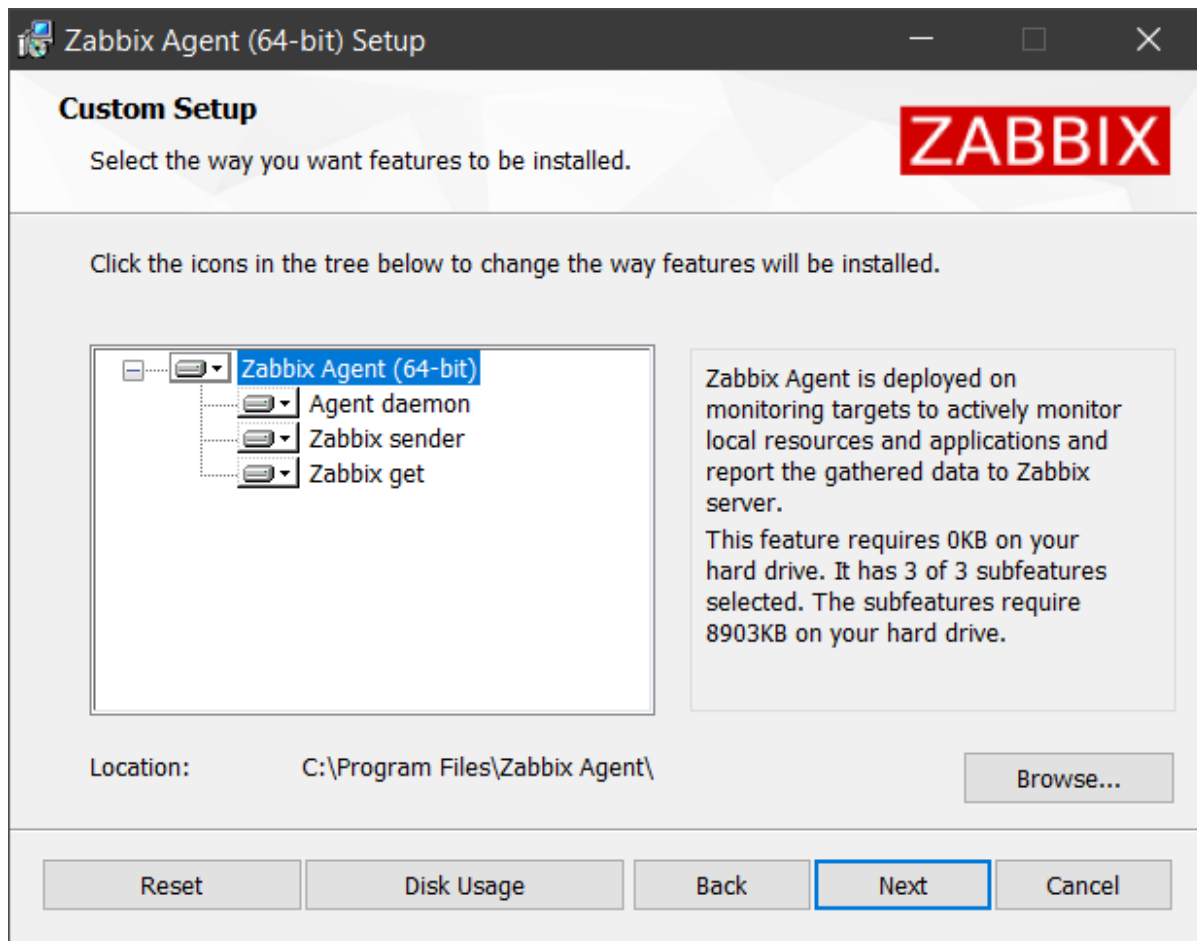 Zabbix Agent (64-bit) Setup
Custom Setup
Select the way you want features to be installed.
ZABBIX
Click the icons in the tree below to change the way features will be installed.
Zabbix Agent (64-bit)
Agent daemon
Zabbix sender
Zabbix get
Zabbix Agent is deployed on
monitoring targets to actively monitor
local resources and applications and
report the gathered data to Zabbix
server.
This feature requires 0KB on your
hard drive. It has 3 of 3 subfeatures
selected. The subfeatures require
8903KB on your hard drive.
Location: C:\Program Files\Zabbix Agent\
Browse...
Reset Disk Usage Back Next Cancel